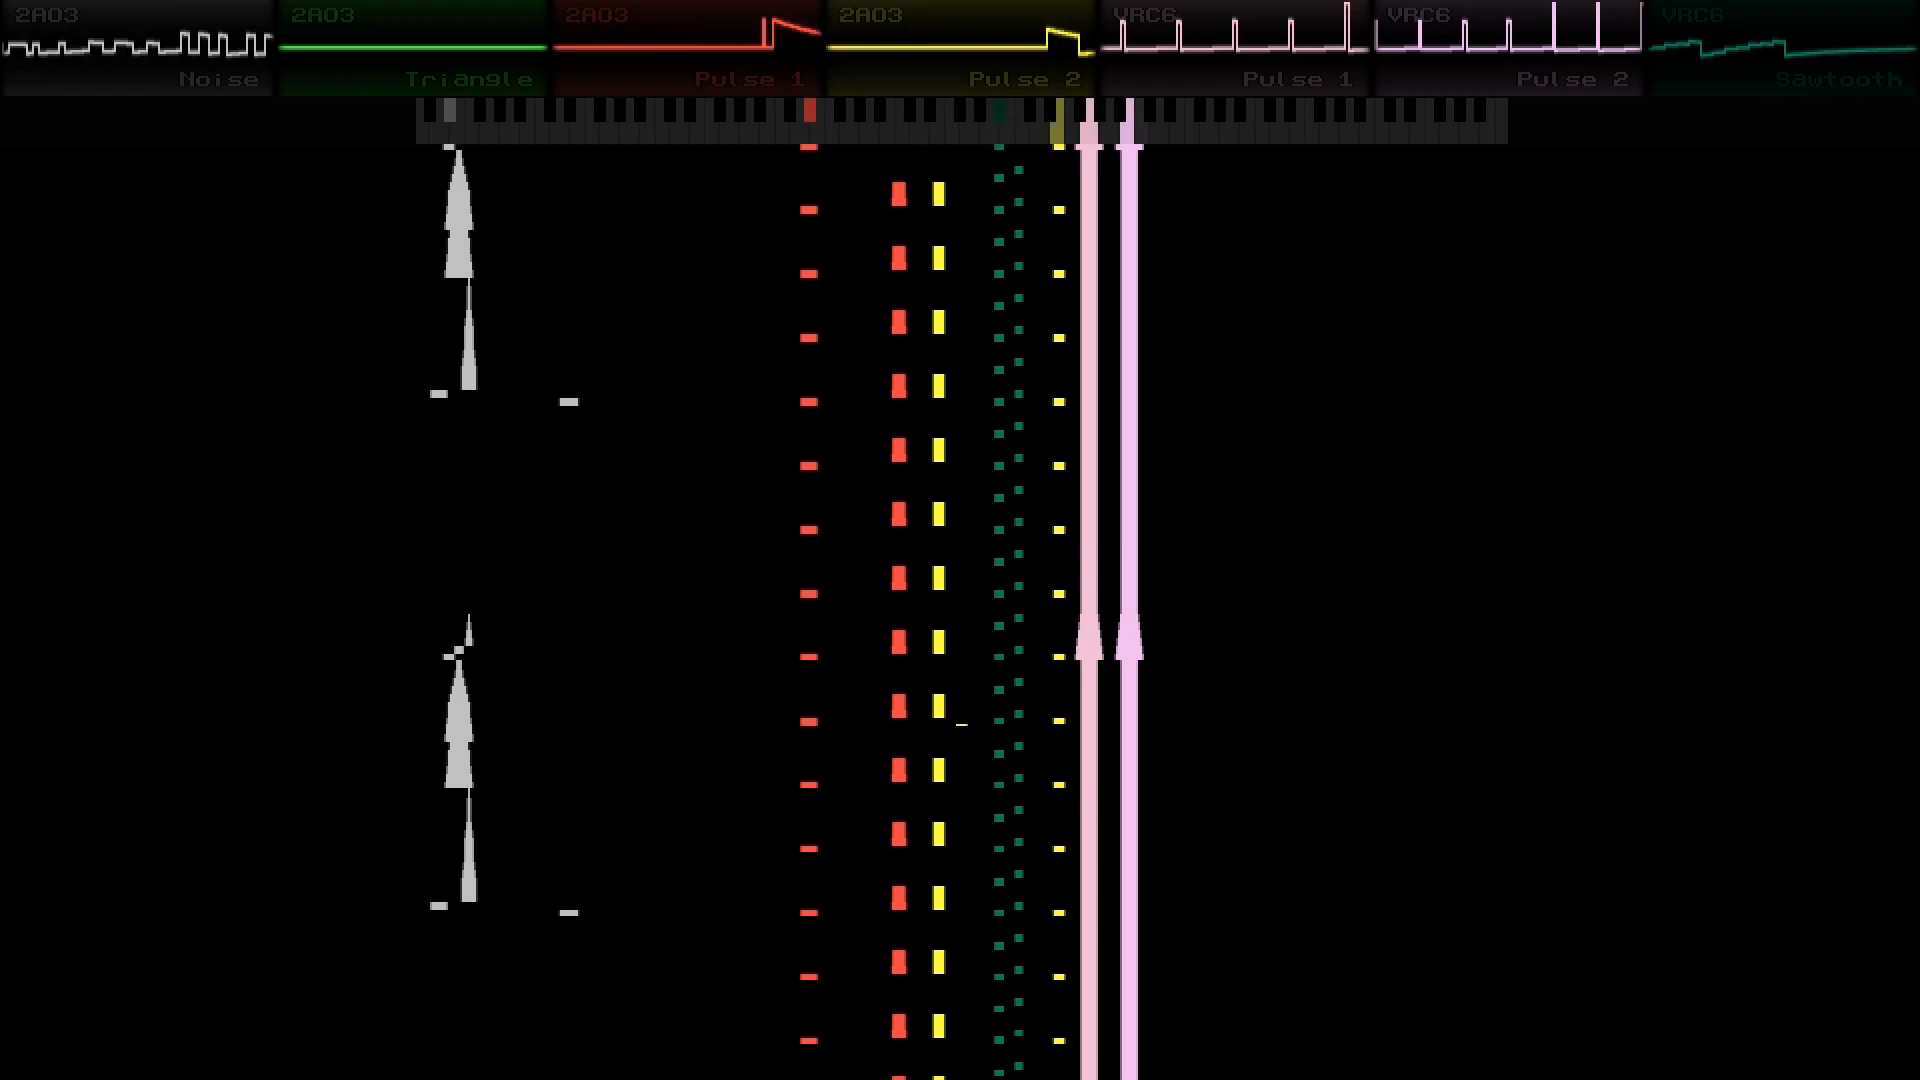 2A03 2A03 2A03 2A03 VRC6 VRC6 VRC6
Noise Triangle Pulse 1 Pulse 2 Pulse 1 Pulse 2 Sawtooth